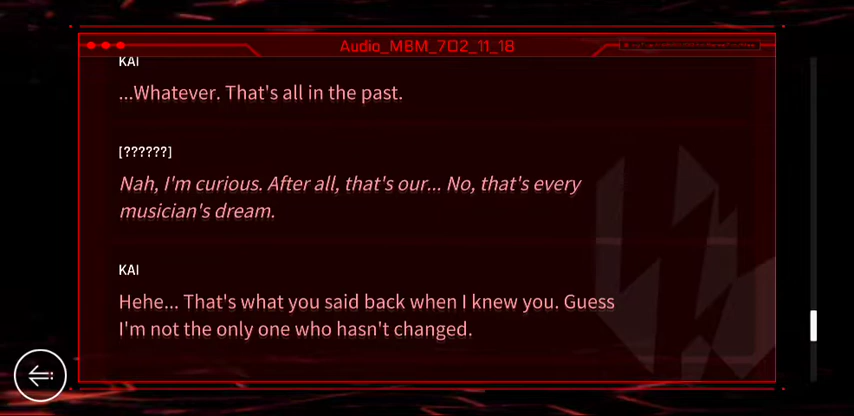 Audio_MBM_702_11_18
KAI
...Whatever. That's all in the past.
[??????]
Nah, I'm curious. After all, that's our... No, that's every
musician's dream.
KAI
Hehe... That's what you said back when I knew you. Guess
I'm not the only one who hasn't changed.